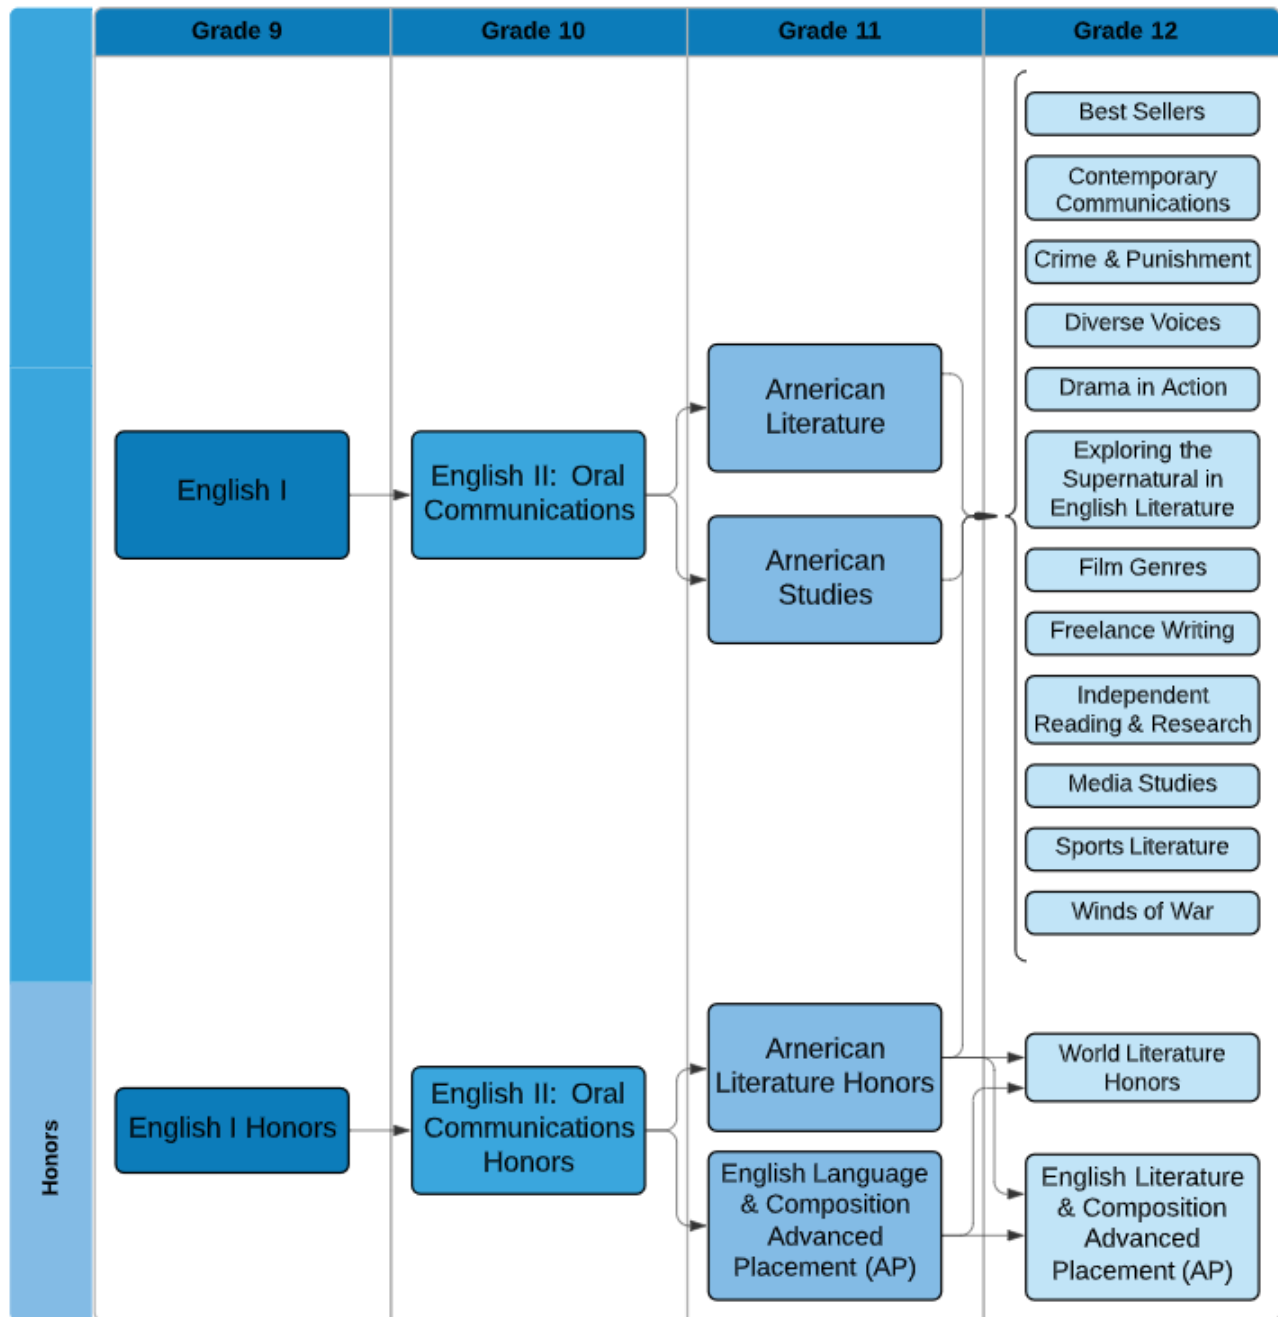 Grade 9
Grade 10
Grade 11
Grade 12
English I
English II:  Oral
Communications
American
Literature
American
Studies
Best Sellers
Contemporary
Communications
Crime & Punishment
Diverse Voices
Drama in Action
Exploring the
Supernatural in
English Literature
Film Genres
Freelance Writing
Independent
Reading & Research
Media Studies
Sports Literature
Winds of War
Honors
English I Honors
English II:  Oral
Communications
Honors
American
Literature Honors
English Language
& Composition
Advanced
Placement (AP)
World Literature
Honors
English Literature
& Composition
Advanced
Placement (AP)